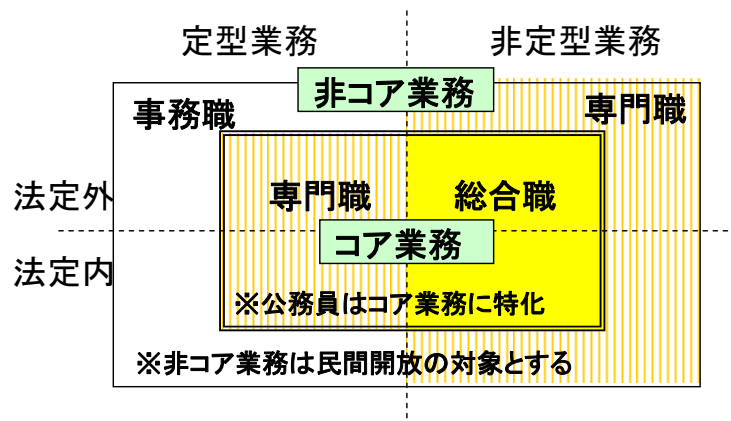 定型業務
非定型業務
非コア業務
事務職
専門職
法定外
専門職
総合職
コア業務
法定内
※公務員はコア業務に特化
※非コア業務は民間開放の対象とする